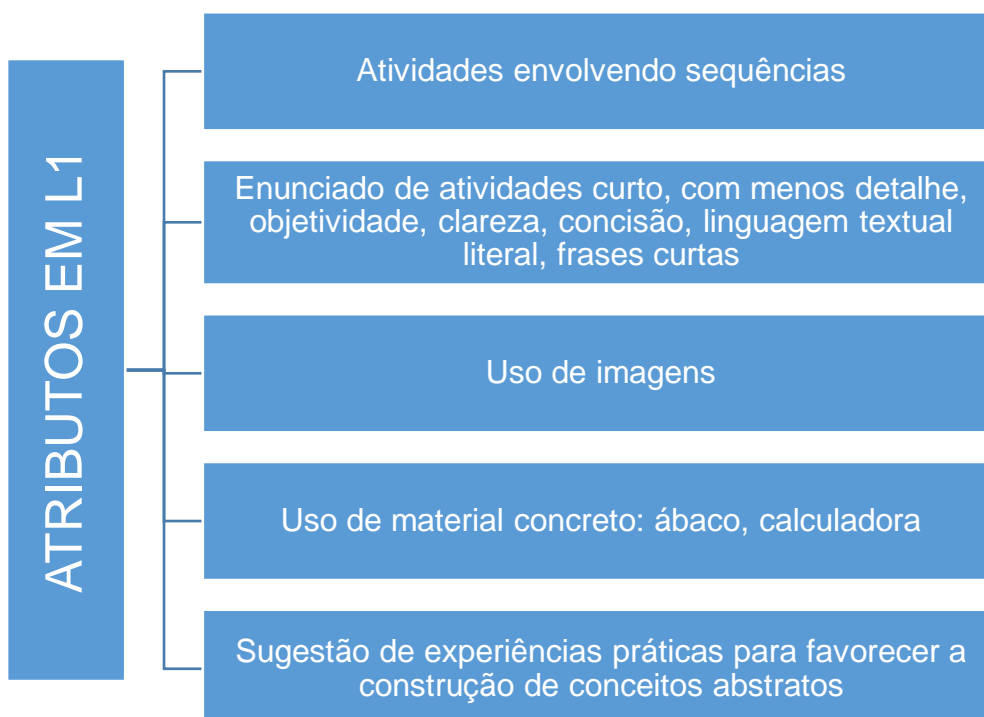 ATRIBUTOS EM L1
Atividades envolvendo sequências
Enunciado de atividades curto, com menos detalhe,
objetividade, clareza, concisão, linguagem textual
literal, frases curtas
Uso de imagens
Uso de material concreto: ábaco, calculadora
Sugestão de experiências práticas para favorecer a
construção de conceitos abstratos